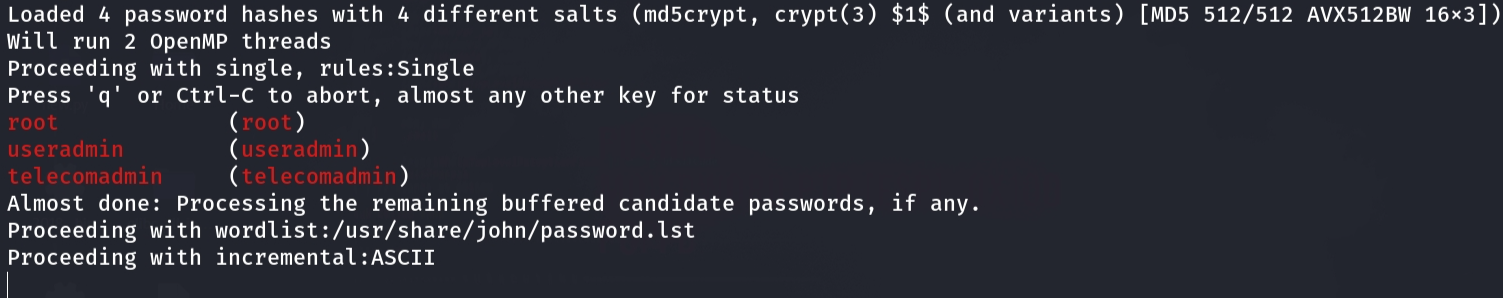 Loaded 4 password hashes with 4 different salts (md5crypt, crypt(3) $1$ (and variants) [MD5 512/512 AVX512BW 16×3])
Will run 2 OpenMP threads
Proceeding with single, rules:Single
Press 'q' or Ctrl-C to abort, almost any other key for status
root             (root)
useradmin        (useradmin)
telecomadmin     (telecomadmin)
Almost done: Processing the remaining buffered candidate passwords, if any.
Proceeding with wordlist:/usr/share/john/password.lst
Proceeding with incremental:ASCII